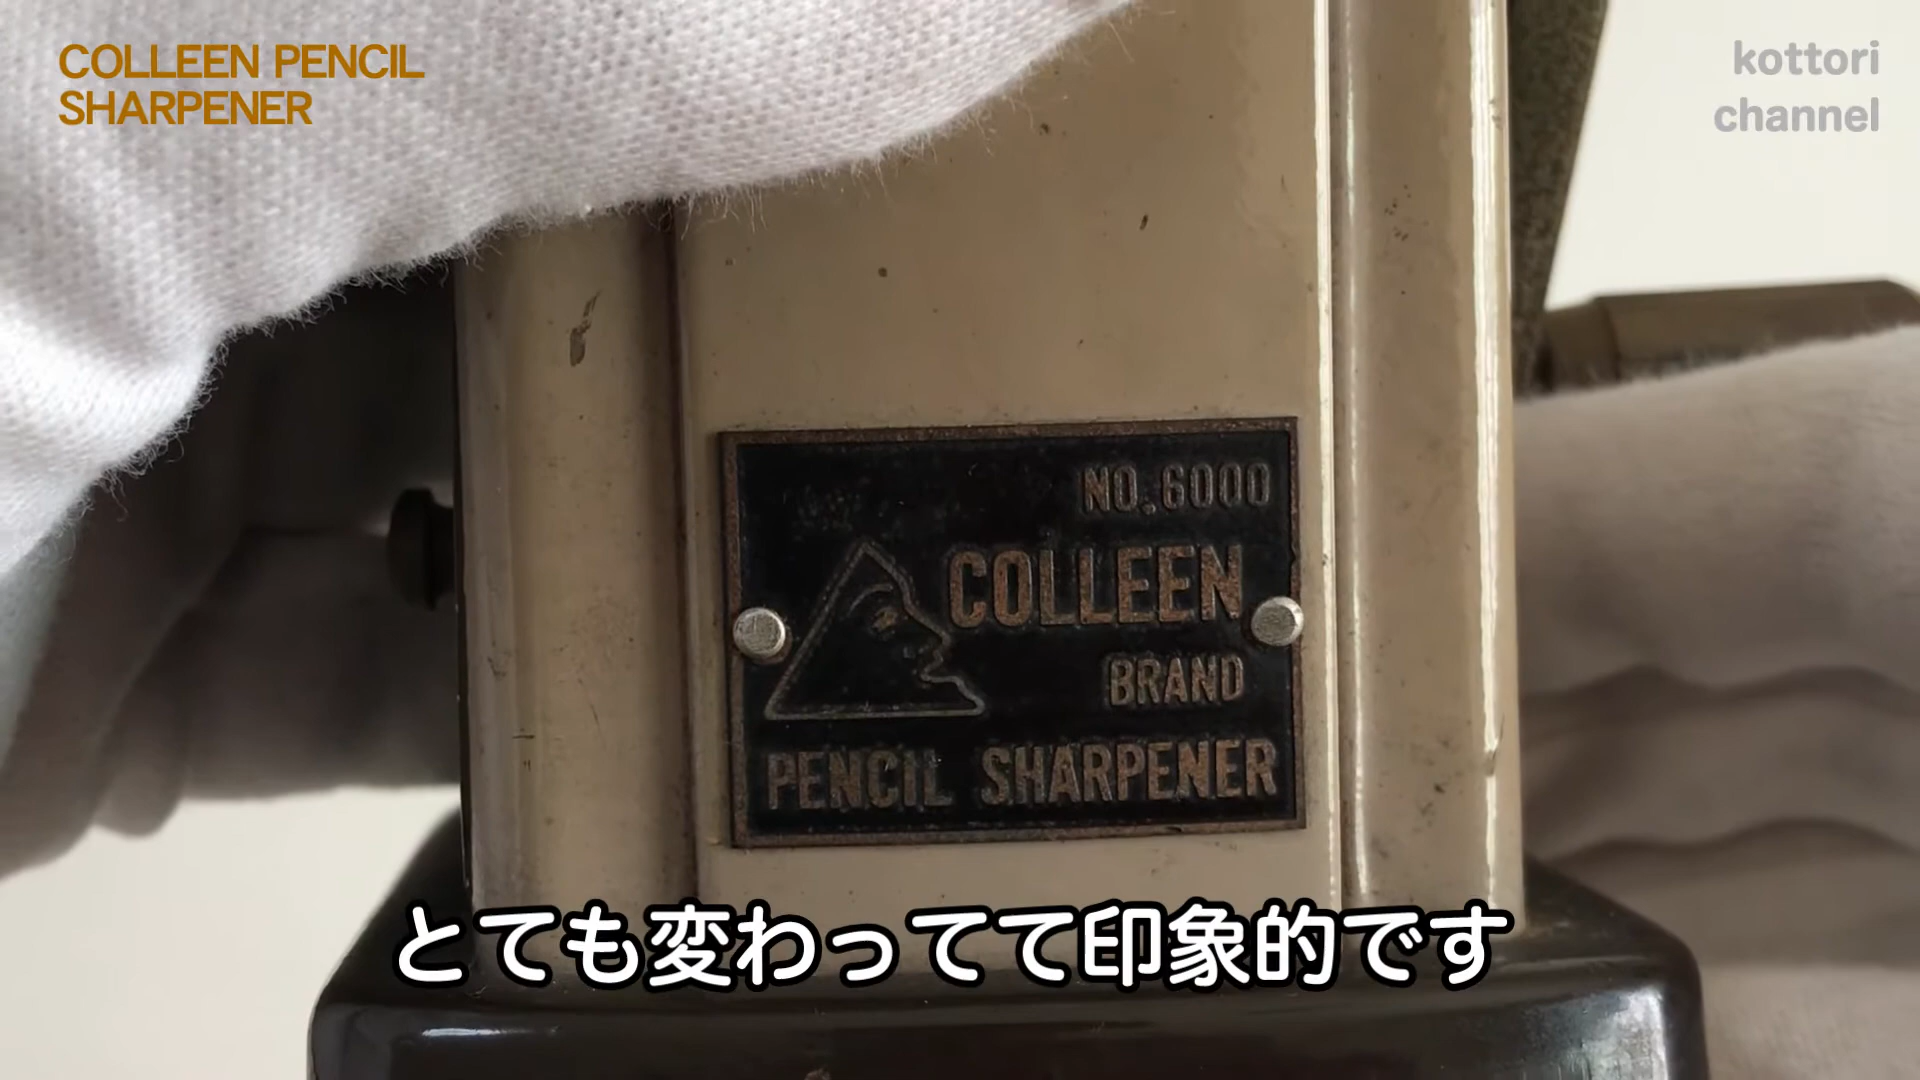 COLLEEN PENCIL
SHARPENER
kottori
channel
NO.6000
COLLEEN
BRAND
PENCIL SHARPENER
とても変わってて印象的です